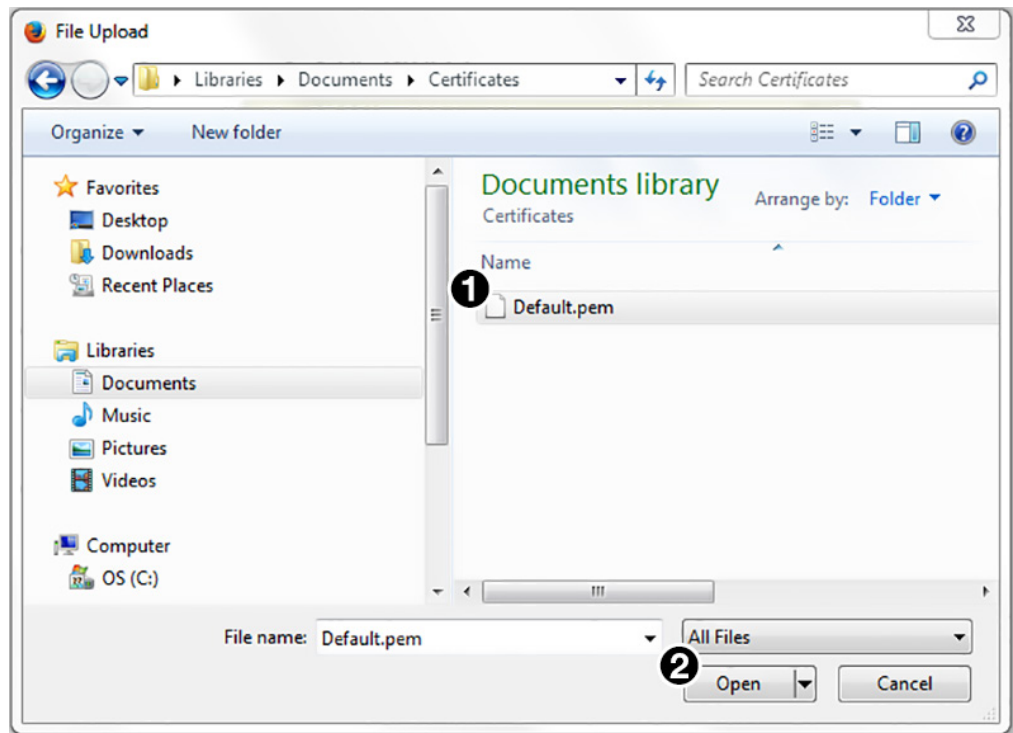 File Upload
Libraries Documents Certificates
Search Certificates
Organize New folder
Favorites
Desktop
Downloads
Recent Places
Libraries
Documents
Music
Pictures
Videos
Computer
OS (C:)
Documents library
Certificates
Arrange by: Folder
Name
1
Default.pem
File name: Default.pem
All Files
2
Open
Cancel